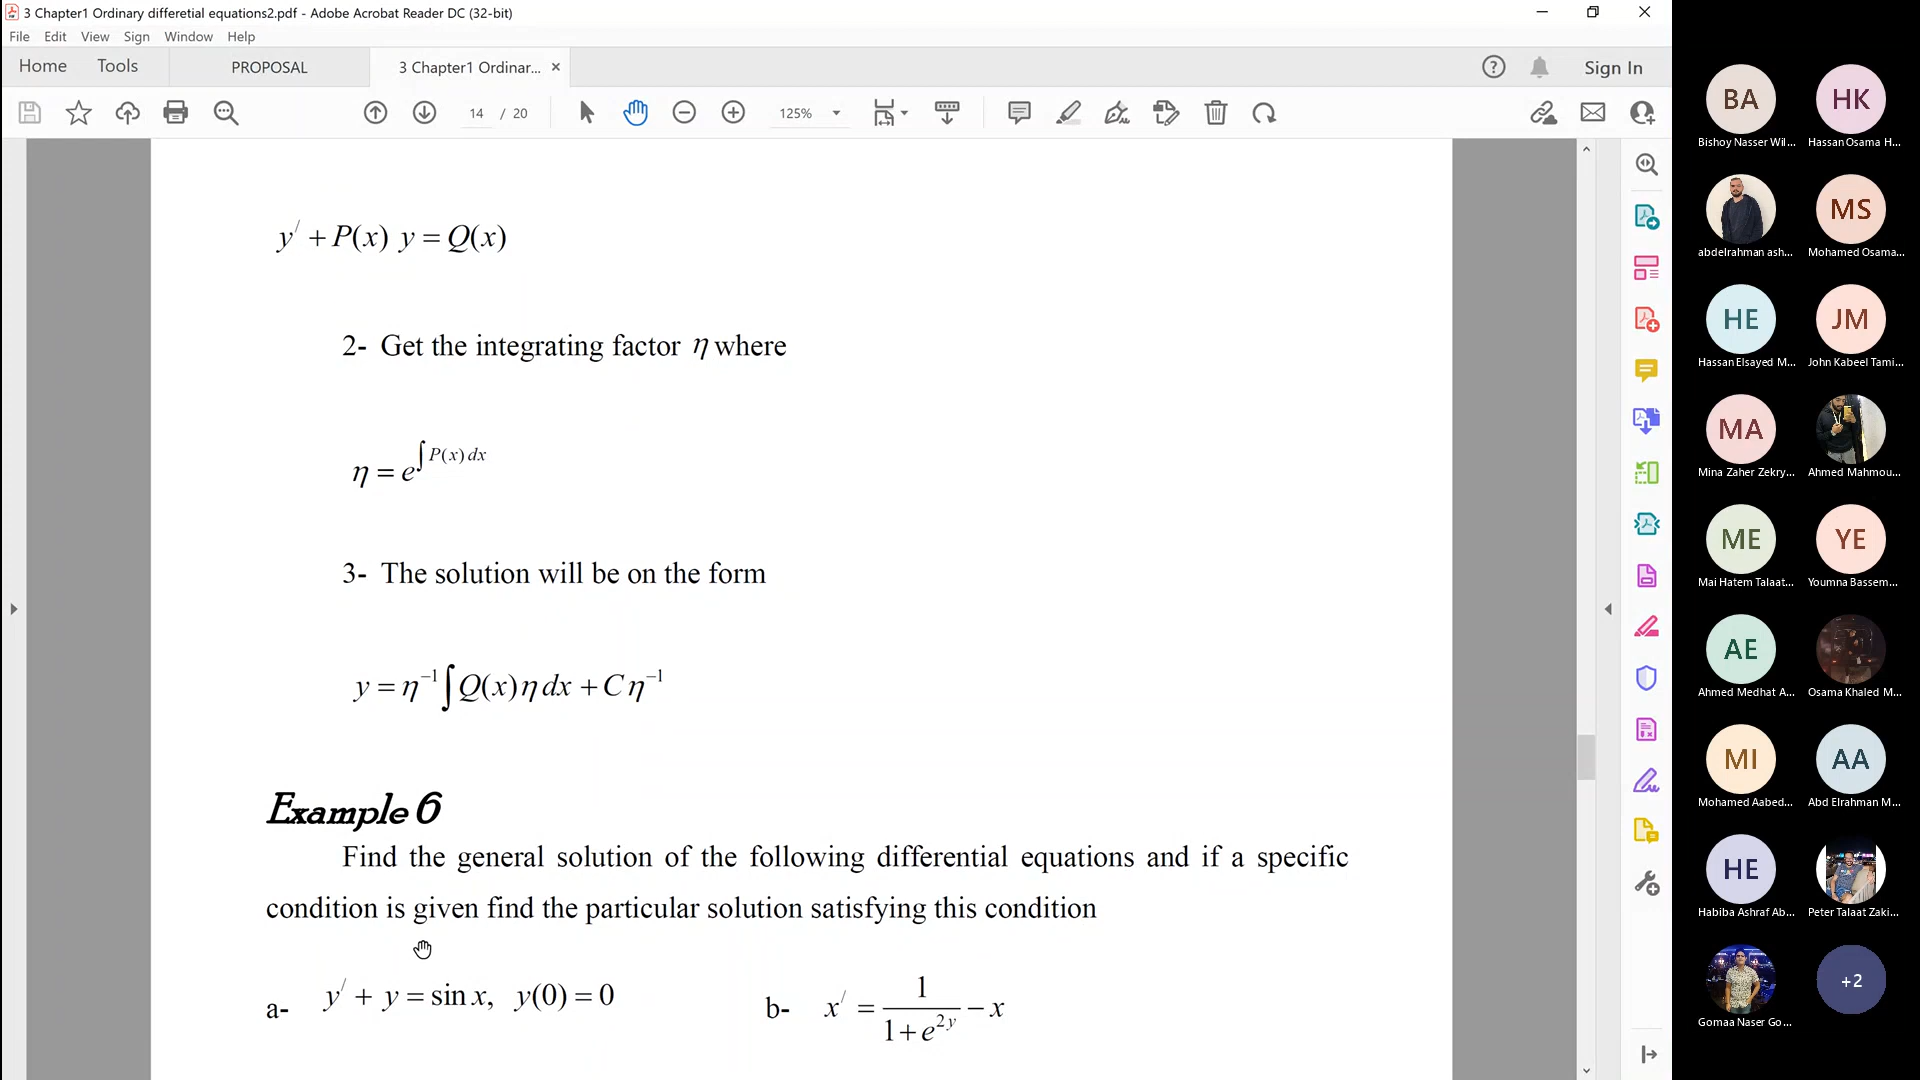 3 Chapter1 Ordinary differetial equations2.pdf - Adobe Acrobat Reader DC (32-bit)
File Edit View Sign Window Help
Home Tools PROPOSAL 3 Chapter1 Ordinar... × Sign In
14 / 20 125%
y′ + P(x) y = Q(x)
2- Get the integrating factor η where
η = e^{∫ P(x) dx}
3- The solution will be on the form
y = η⁻¹ ∫ Q(x) η dx + C η⁻¹
Example 6
Find the general solution of the following differential equations and if a specific
condition is given find the particular solution satisfying this condition
a- y′ + y = sin x, y(0) = 0 b- x′ = 1/(1 + e^{2y}) − x
BA HK
Bishoy Nasser Wil... Hassan Osama H...
MS
abdelrahman ash... Mohamed Osama...
HE JM
Hassan Elsayed M... John Kabeel Tami...
MA
Mina Zaher Zekry... Ahmed Mahmou...
ME YE
Mai Hatem Talaat... Youmna Bassem...
AE
Ahmed Medhat A... Osama Khaled M...
MI AA
Mohamed Aabed... Abd Elrahman M...
HE
Habiba Ashraf Ab... Peter Talaat Zaki...
+2
Gomaa Naser Go...